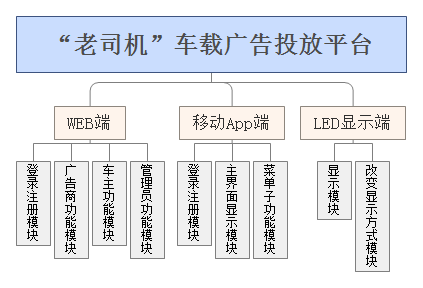 “老司机”车载广告投放平台
WEB端
移动App端
LED显示端
登录注册模块
广告商功能模块
车主功能模块
管理员功能模块
登录注册模块
主界面显示模块
菜单子功能模块
显示模块
改变显示方式模块